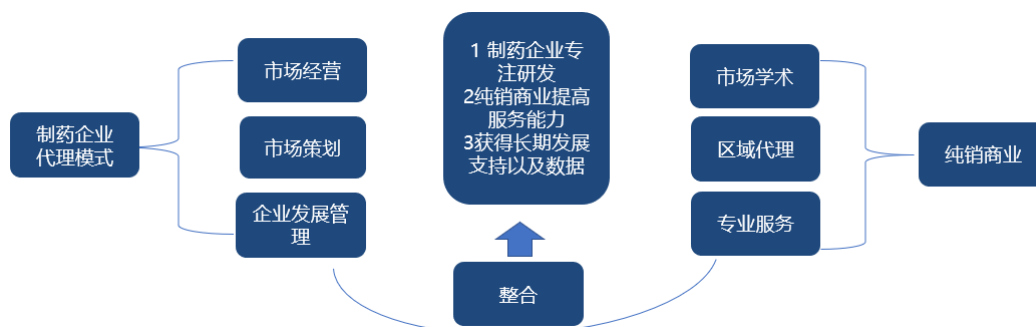 制药企业
代理模式
市场经营
市场策划
企业发展管
理
1 制药企业专
注研发
2纯销商业提高
服务能力
3获得长期发展
支持以及数据
整合
市场学术
区域代理
专业服务
纯销商业